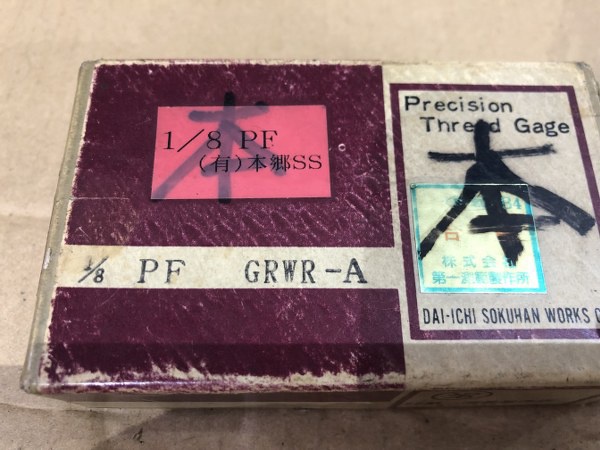 本
1/8 PF
(有)本郷SS
1/8 PF GRWR-A
Precision
Thread Gage
本
株式会社
第一測範製作所
DAI-ICHI SOKUHAN WORKS C